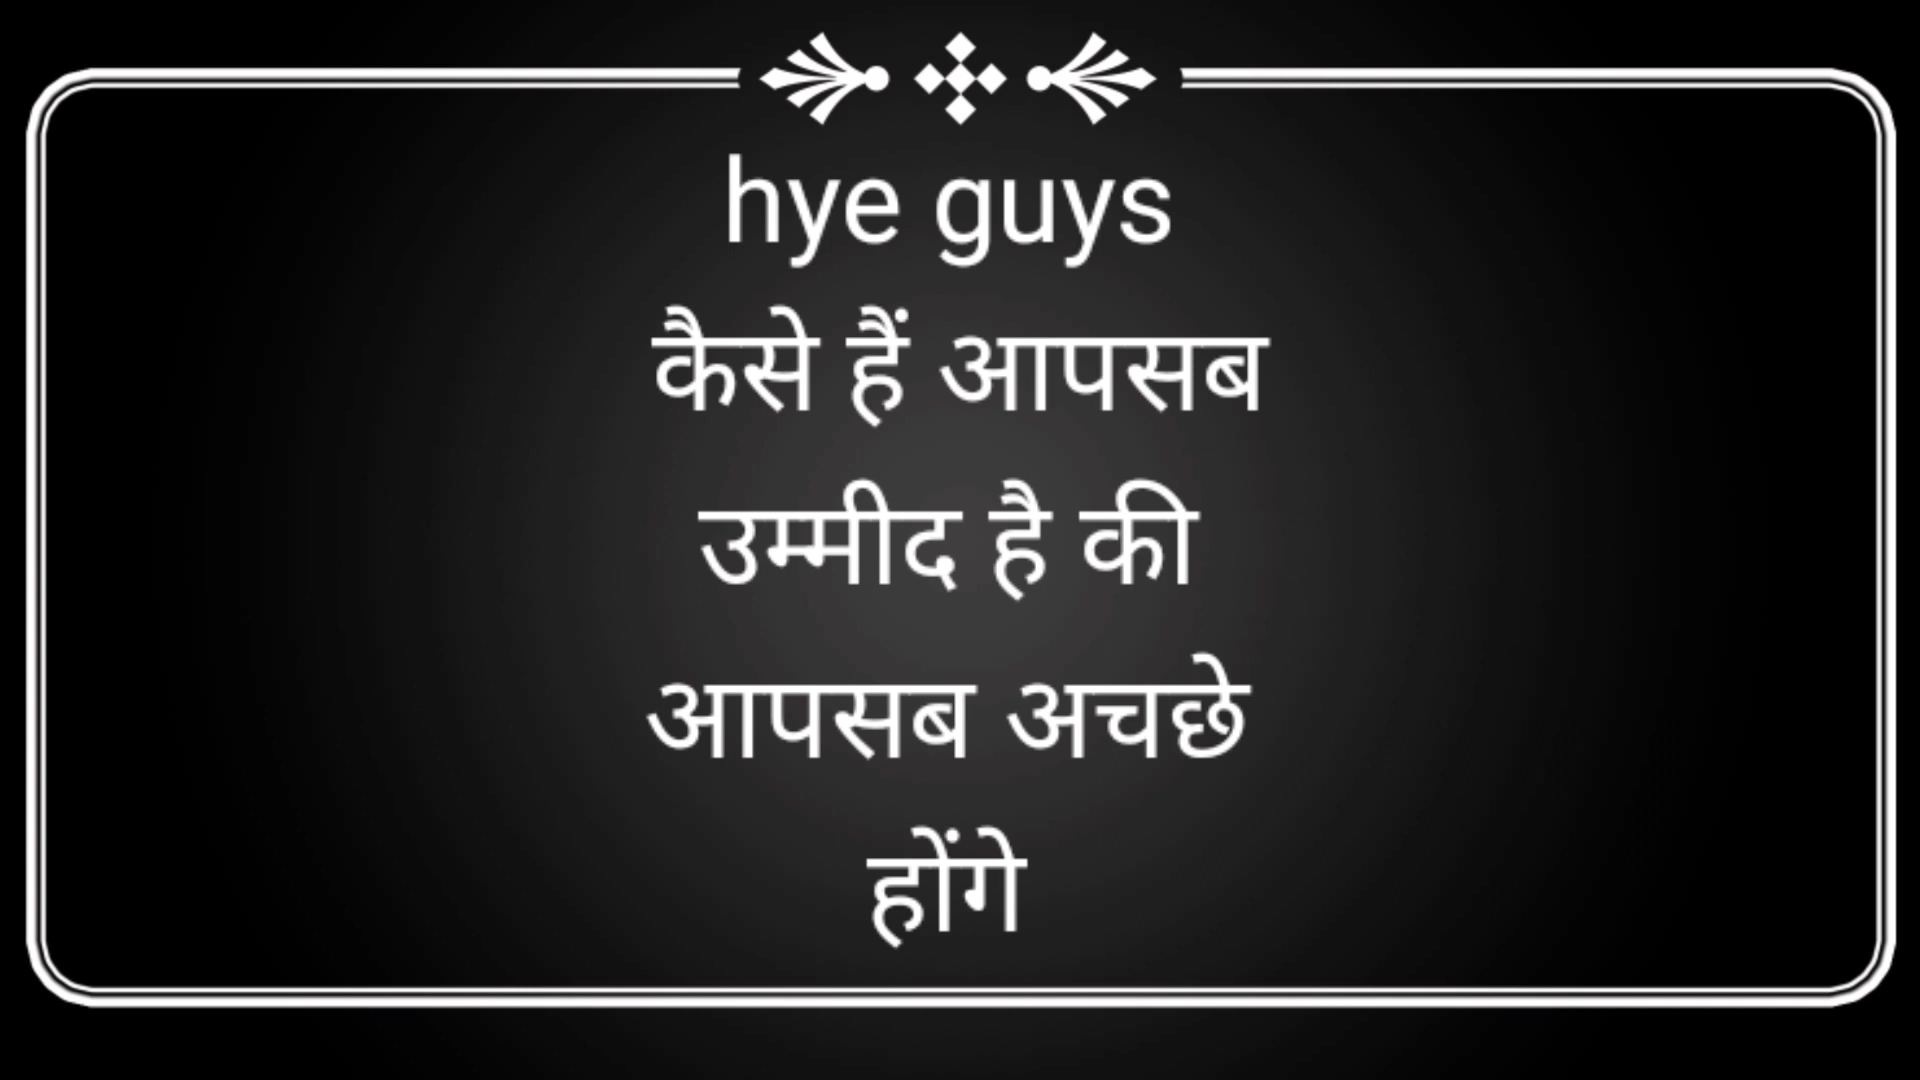 hye guys
कैसे हैं आपसब
उम्मीद है की
आपसब अचछे
होंगे